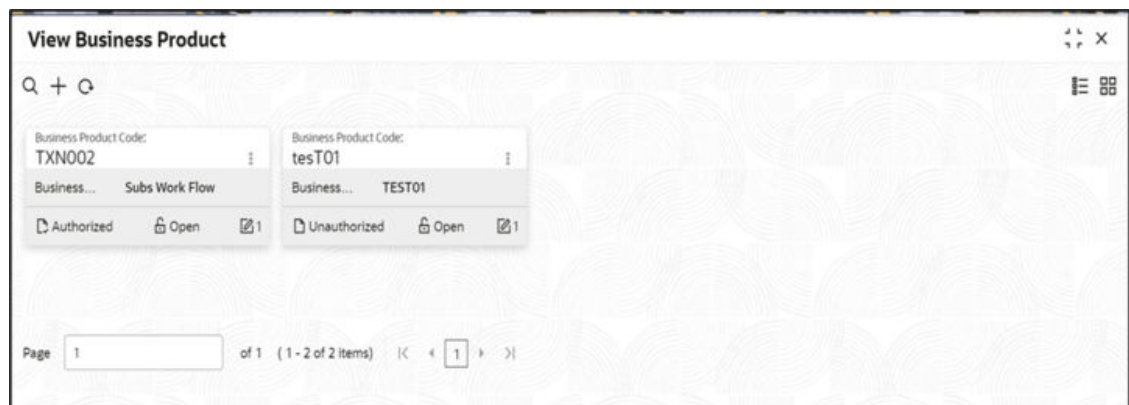 View Business Product
Business Product Code:
TXN002
Business... Subs Work Flow
Authorized Open 1
Business Product Code:
tesT01
Business... TEST01
Unauthorized Open 1
Page 1 of 1 (1 - 2 of 2 items) 1